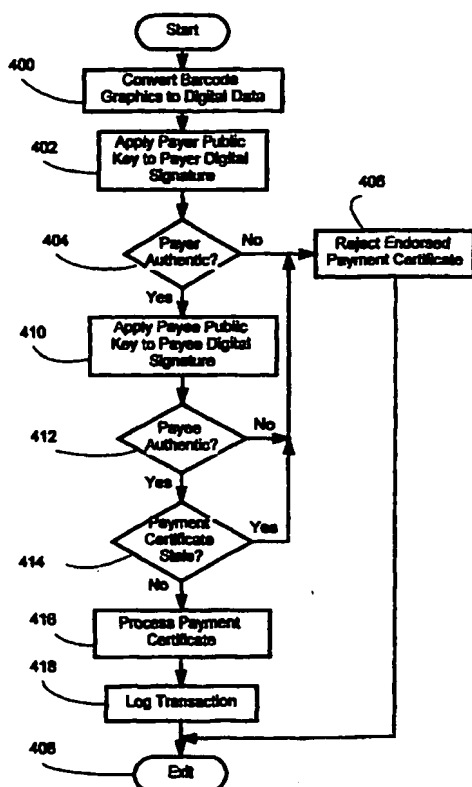 Start
400
Convert Barcode
Graphics to Digital Data
402
Apply Payer Public
Key to Payer Digital
Signature
404
Payer
Authentic?
No
Yes
406
Reject Endorsed
Payment Certificate
410
Apply Payee Public
Key to Payee Digital
Signature
412
Payee
Authentic?
No
Yes
414
Payment
Certificate
Stale?
Yes
No
416
Process Payment
Certificate
418
Log Transaction
408
Exit